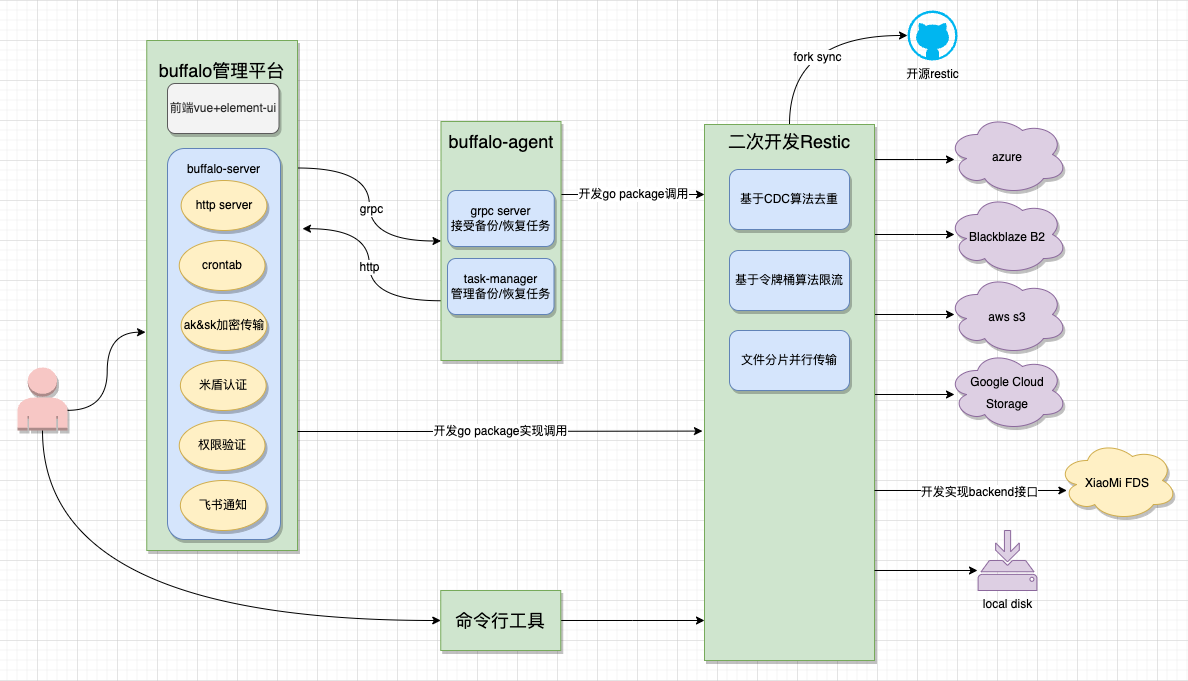 buffalo管理平台
前端vue+element-ui
buffalo-server
http server
crontab
ak&sk加密传输
米盾认证
权限验证
飞书通知
grpc
http
buffalo-agent
grpc server
接受备份/恢复任务
task-manager
管理备份/恢复任务
开发go package调用
开发go package实现调用
命令行工具
fork sync
开源restic
二次开发Restic
基于CDC算法去重
基于令牌桶算法限流
文件分片并行传输
azure
Blackblaze B2
aws s3
Google Cloud
Storage
开发实现backend接口
XiaoMi FDS
local disk